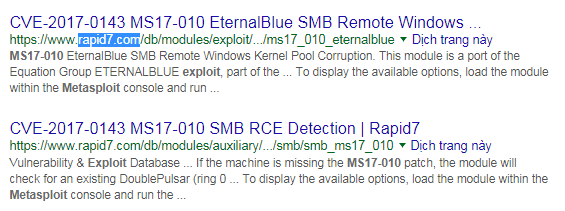 CVE-2017-0143 MS17-010 EternalBlue SMB Remote Windows ...
https://www.rapid7.com/db/modules/exploit/.../ms17_010_eternalblue ▼ Dịch trang này
MS17-010 EternalBlue SMB Remote Windows Kernel Pool Corruption. This module is a port of the
Equation Group ETERNALBLUE exploit, part of the ... To display the available options, load the module
within the Metasploit console and run ...
CVE-2017-0143 MS17-010 SMB RCE Detection | Rapid7
https://www.rapid7.com/db/modules/auxiliary/.../smb/smb_ms17_010 ▼ Dịch trang này
Vulnerability & Exploit Database ... If the machine is missing the MS17-010 patch, the module will
check for an existing DoublePulsar (ring 0 ... To display the available options, load the module within the
Metasploit console and run the ...